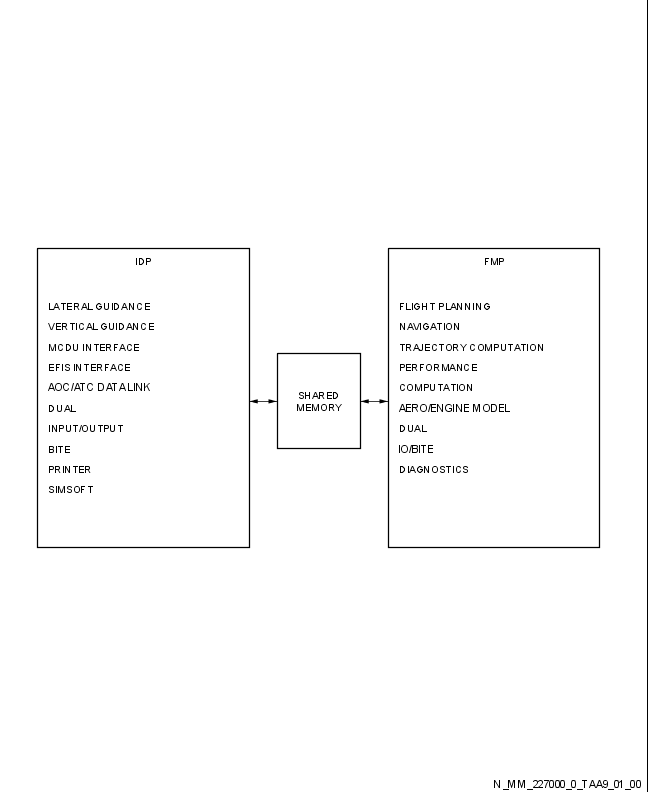 IDP
LATERAL GUIDANCE
VERTICAL GUIDANCE
MCDU INTERFACE
EFIS INTERFACE
AOC/ATC DATALINK
DUAL
INPUT/OUTPUT
BITE
PRINTER
SIMSOFT
SHARED
MEMORY
FMP
FLIGHT PLANNING
NAVIGATION
TRAJECTORY COMPUTATION
PERFORMANCE
COMPUTATION
AERO/ENGINE MODEL
DUAL
IO/BITE
DIAGNOSTICS
N_MM_227000_0_TAA9_01_00